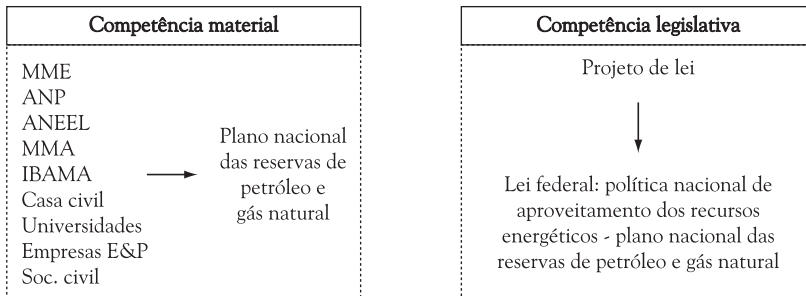 Competência material
MME
ANP
ANEEL
MMA
IBAMA
Casa civil
Universidades
Empresas E&P
Soc. civil
Plano nacional
das reservas de
petróleo e
gás natural
Competência legislativa
Projeto de lei
Lei federal: política nacional de
aproveitamento dos recursos
energéticos - plano nacional das
reservas de petróleo e gás natural